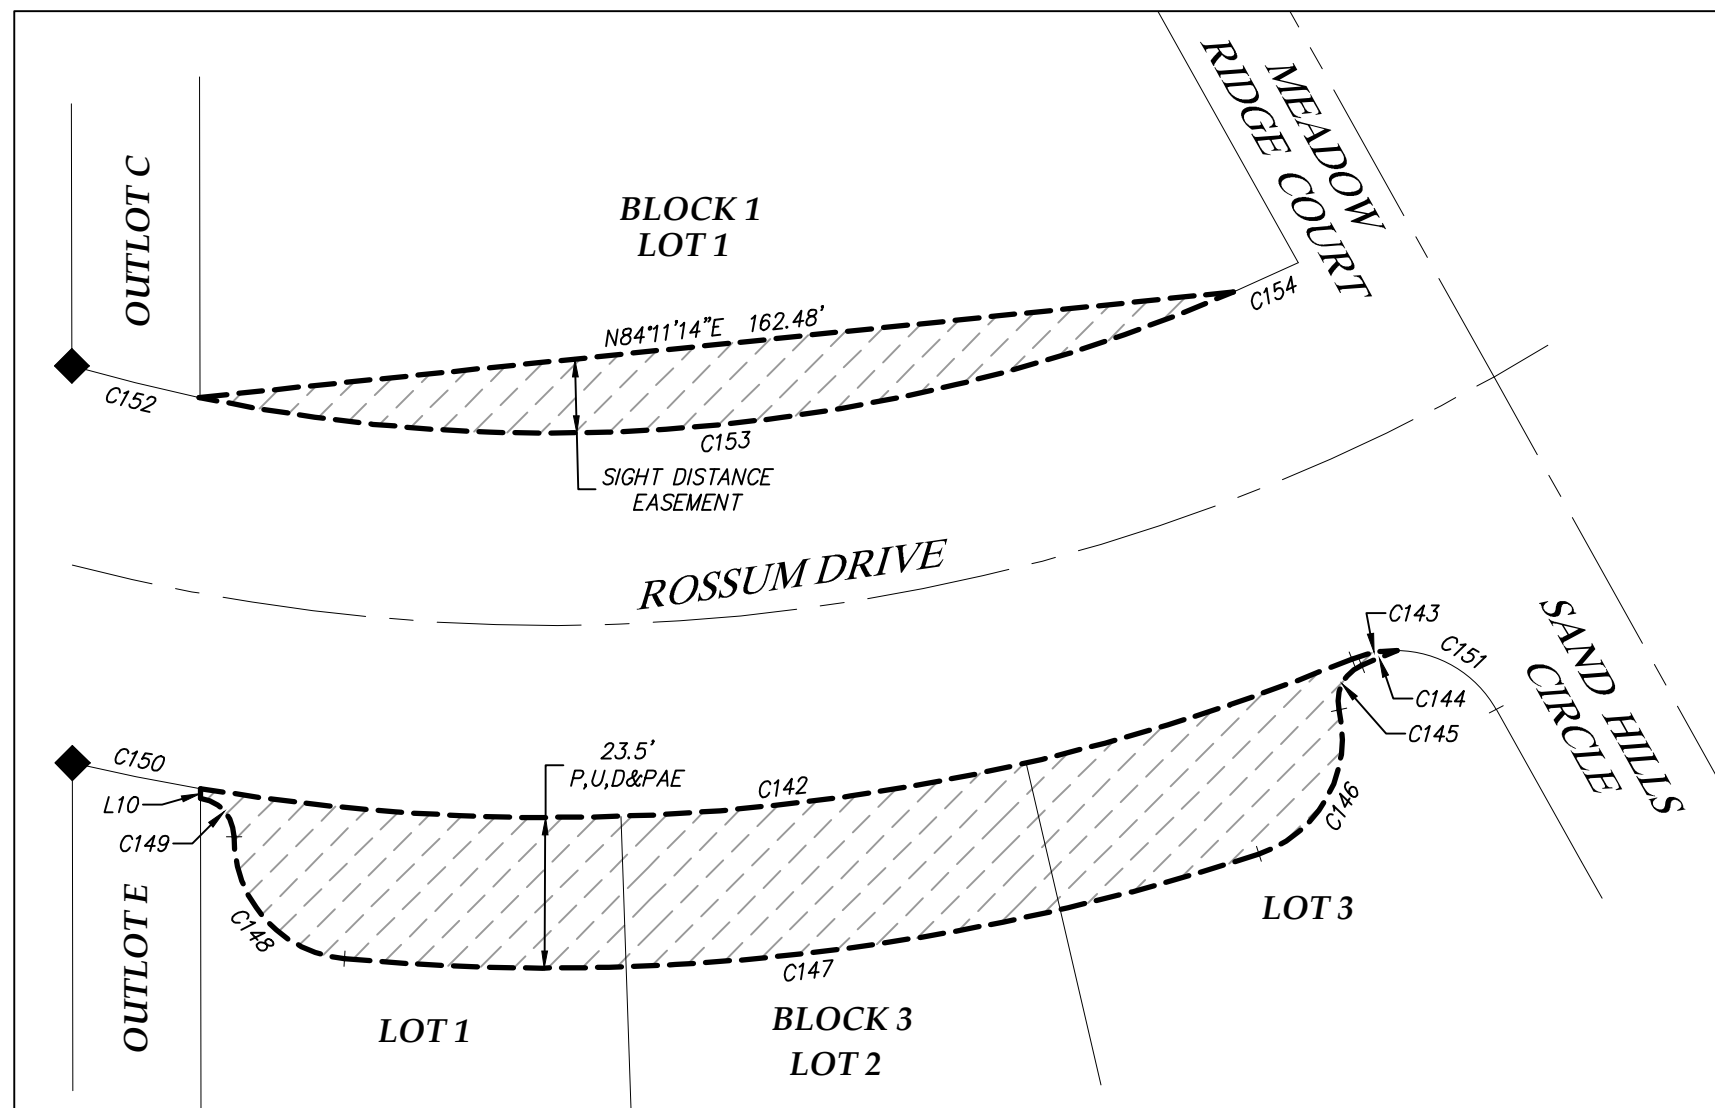 MEADOW
RIDGE COURT
OUTLOT C
BLOCK 1
LOT 1
C154
N84°11'14"E 162.48'
C152
C153
SIGHT DISTANCE
EASEMENT
ROSSUM DRIVE
C143
C151
SAND HILLS
CIRCLE
C144
C145
C150
23.5'
P,U,D&PAE
C142
L10
C149
C146
OUTLOT E
C148
LOT 3
C147
LOT 1
BLOCK 3
LOT 2